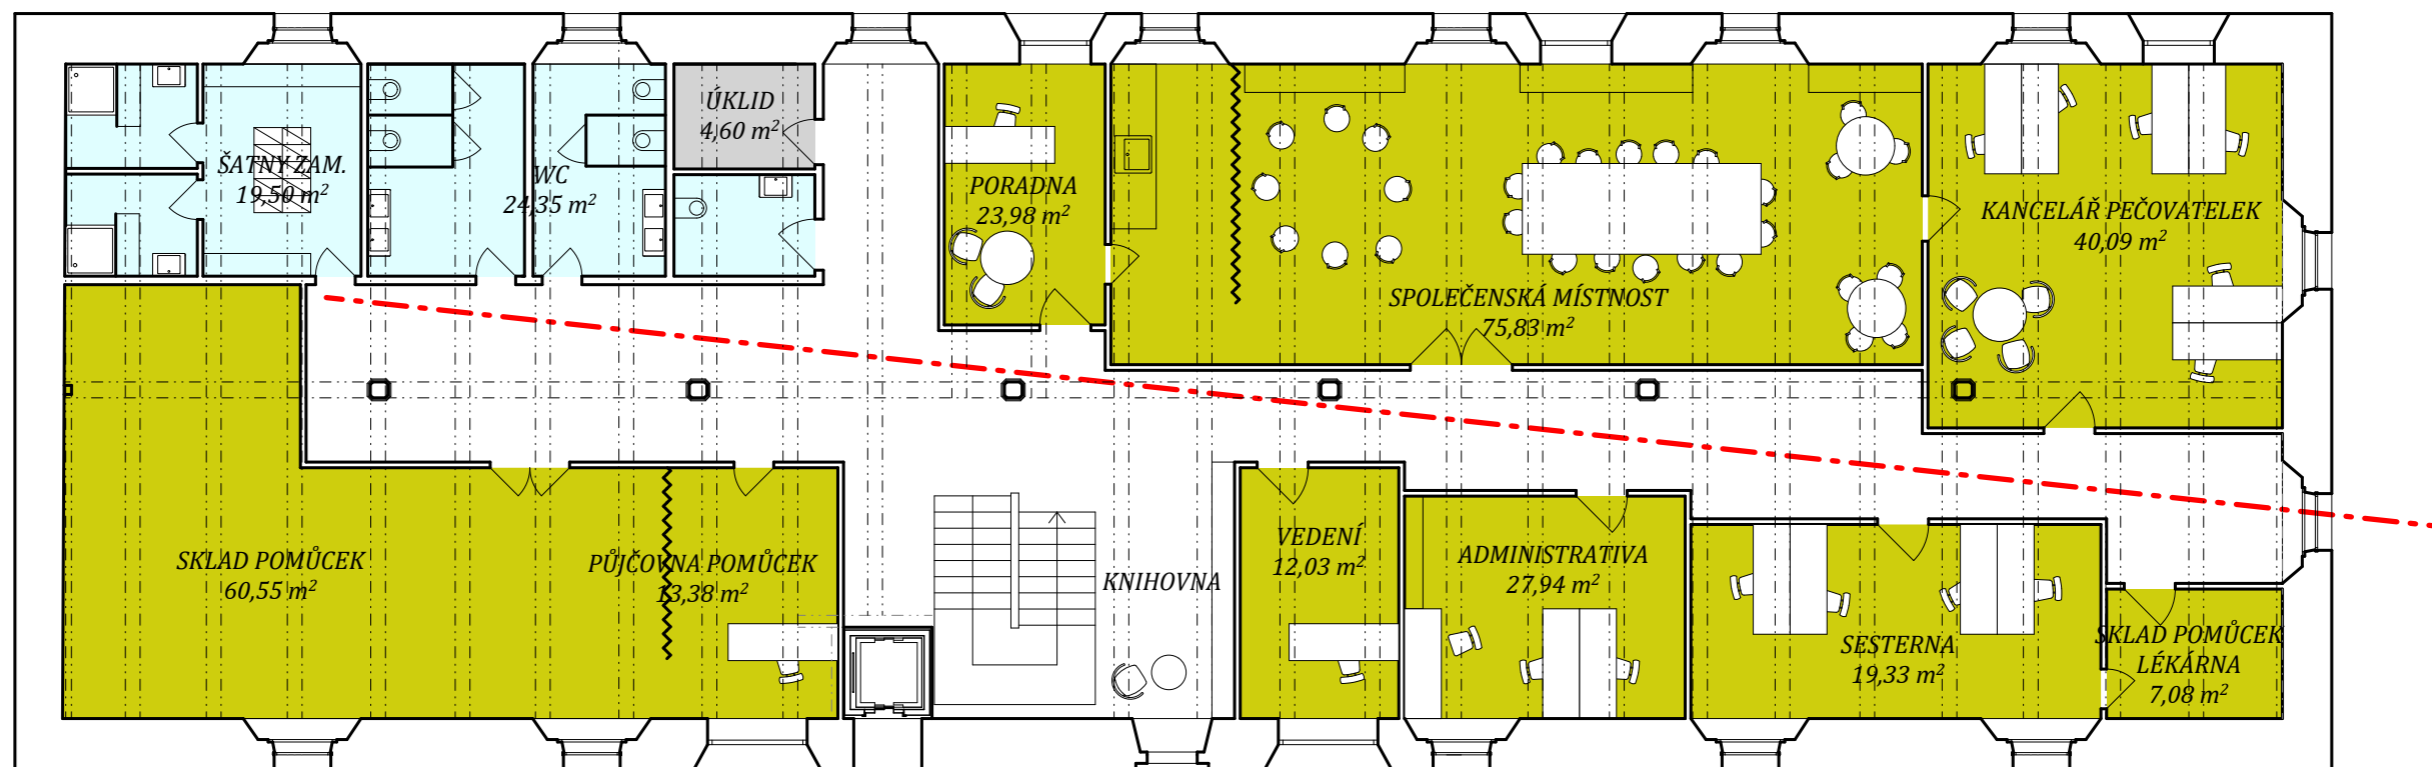 ÚKLID
4,60 m²
ŠATNY ZAM.
19,50 m²
WC
24,35 m²
PORADNA
23,98 m²
SPOLEČENSKÁ MÍSTNOST
75,83 m²
KANCELÁŘ PEČOVATELEK
40,09 m²
SKLAD POMŮCEK
60,55 m²
PŮJČOVNA POMŮCEK
13,38 m²
KNIHOVNA
VEDENÍ
12,03 m²
ADMINISTRATIVA
27,94 m²
SESTERNA
19,33 m²
SKLAD POMŮCEK
LÉKÁRNA
7,08 m²